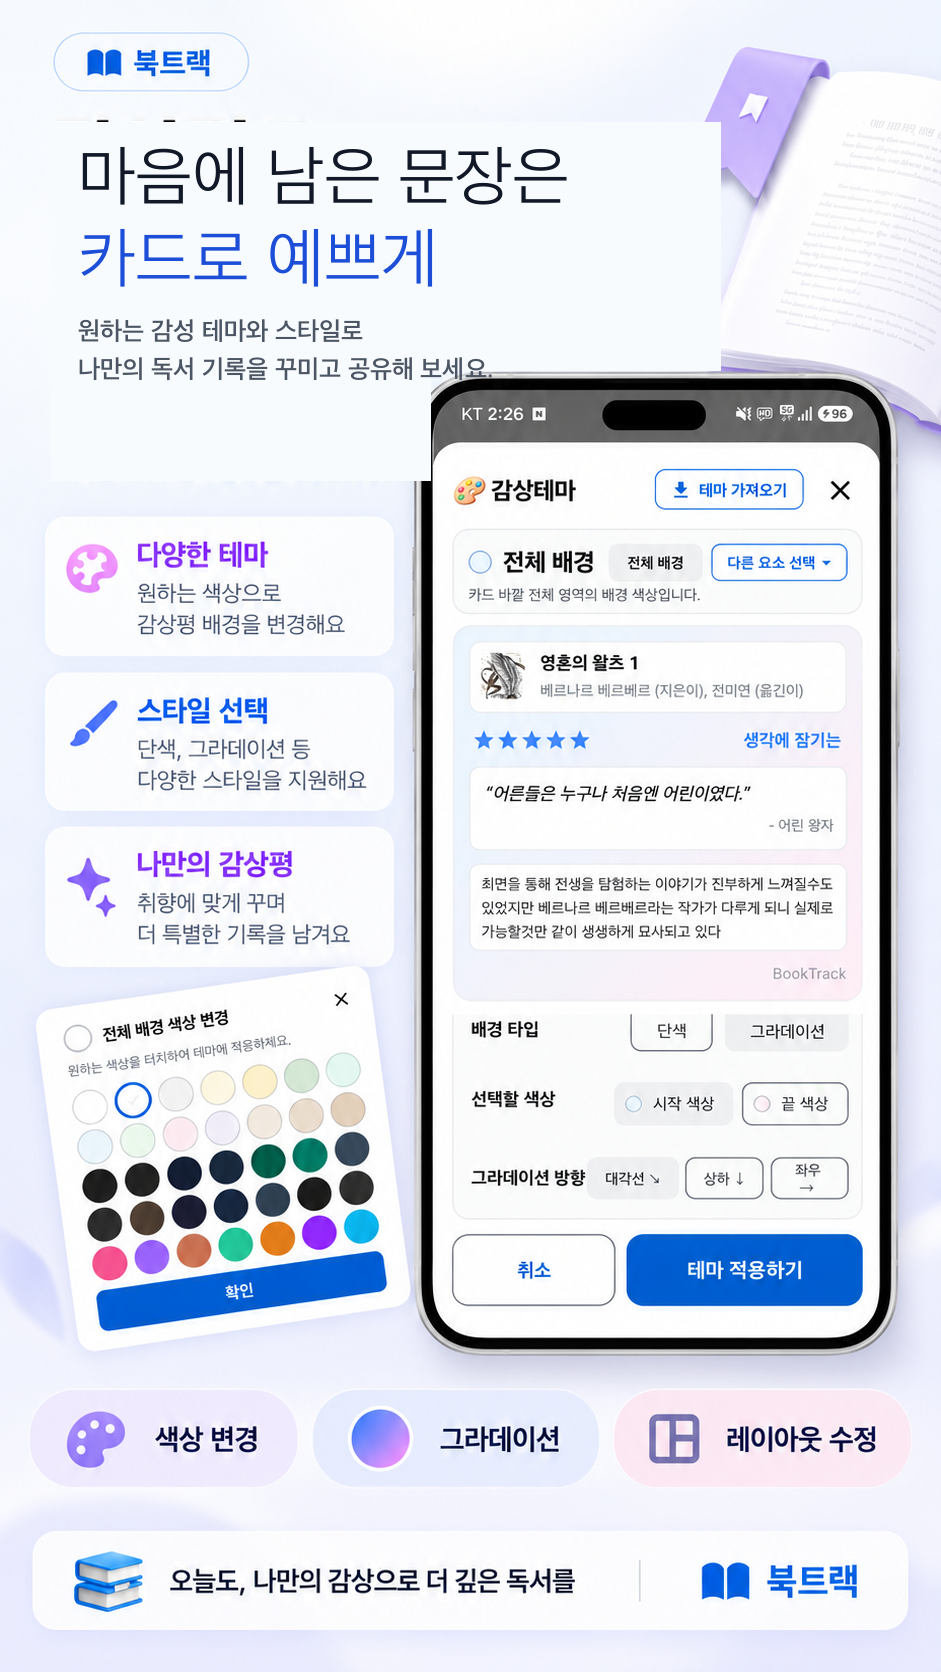 북트랙
마음에 남은 문장은
카드로 예쁘게
원하는 감성 테마와 스타일로
나만의 독서 기록을 꾸미고 공유해 보세요.
KT 2:26 N
HD 5G 96
감상테마
테마 가져오기
전체 배경
전체 배경
다른 요소 선택
카드 바깥 전체 영역의 배경 색상입니다.
영혼의 왈츠 1
베르나르 베르베르 (지은이), 전미연 (옮긴이)
생각에 잠기는
“어른들은 누구나 처음엔 어린이였다.”
- 어린 왕자
최면을 통해 전생을 탐험하는 이야기가 진부하게 느껴질수도
있었지만 베르나르 베르베르라는 작가가 다루게 되니 실제로
가능할것만 같이 생생하게 묘사되고 있다
BookTrack
배경 타입
단색
그라데이션
선택할 색상
시작 색상
끝 색상
그라데이션 방향
대각선 ↘
상하 ↓
좌우
→
취소
테마 적용하기
다양한 테마
원하는 색상으로
감상평 배경을 변경해요
스타일 선택
단색, 그라데이션 등
다양한 스타일을 지원해요
나만의 감상평
취향에 맞게 꾸며
더 특별한 기록을 남겨요
전체 배경 색상 변경
원하는 색상을 터치하여 테마에 적용하세요.
확인
색상 변경
그라데이션
레이아웃 수정
오늘도, 나만의 감상으로 더 깊은 독서를
북트랙